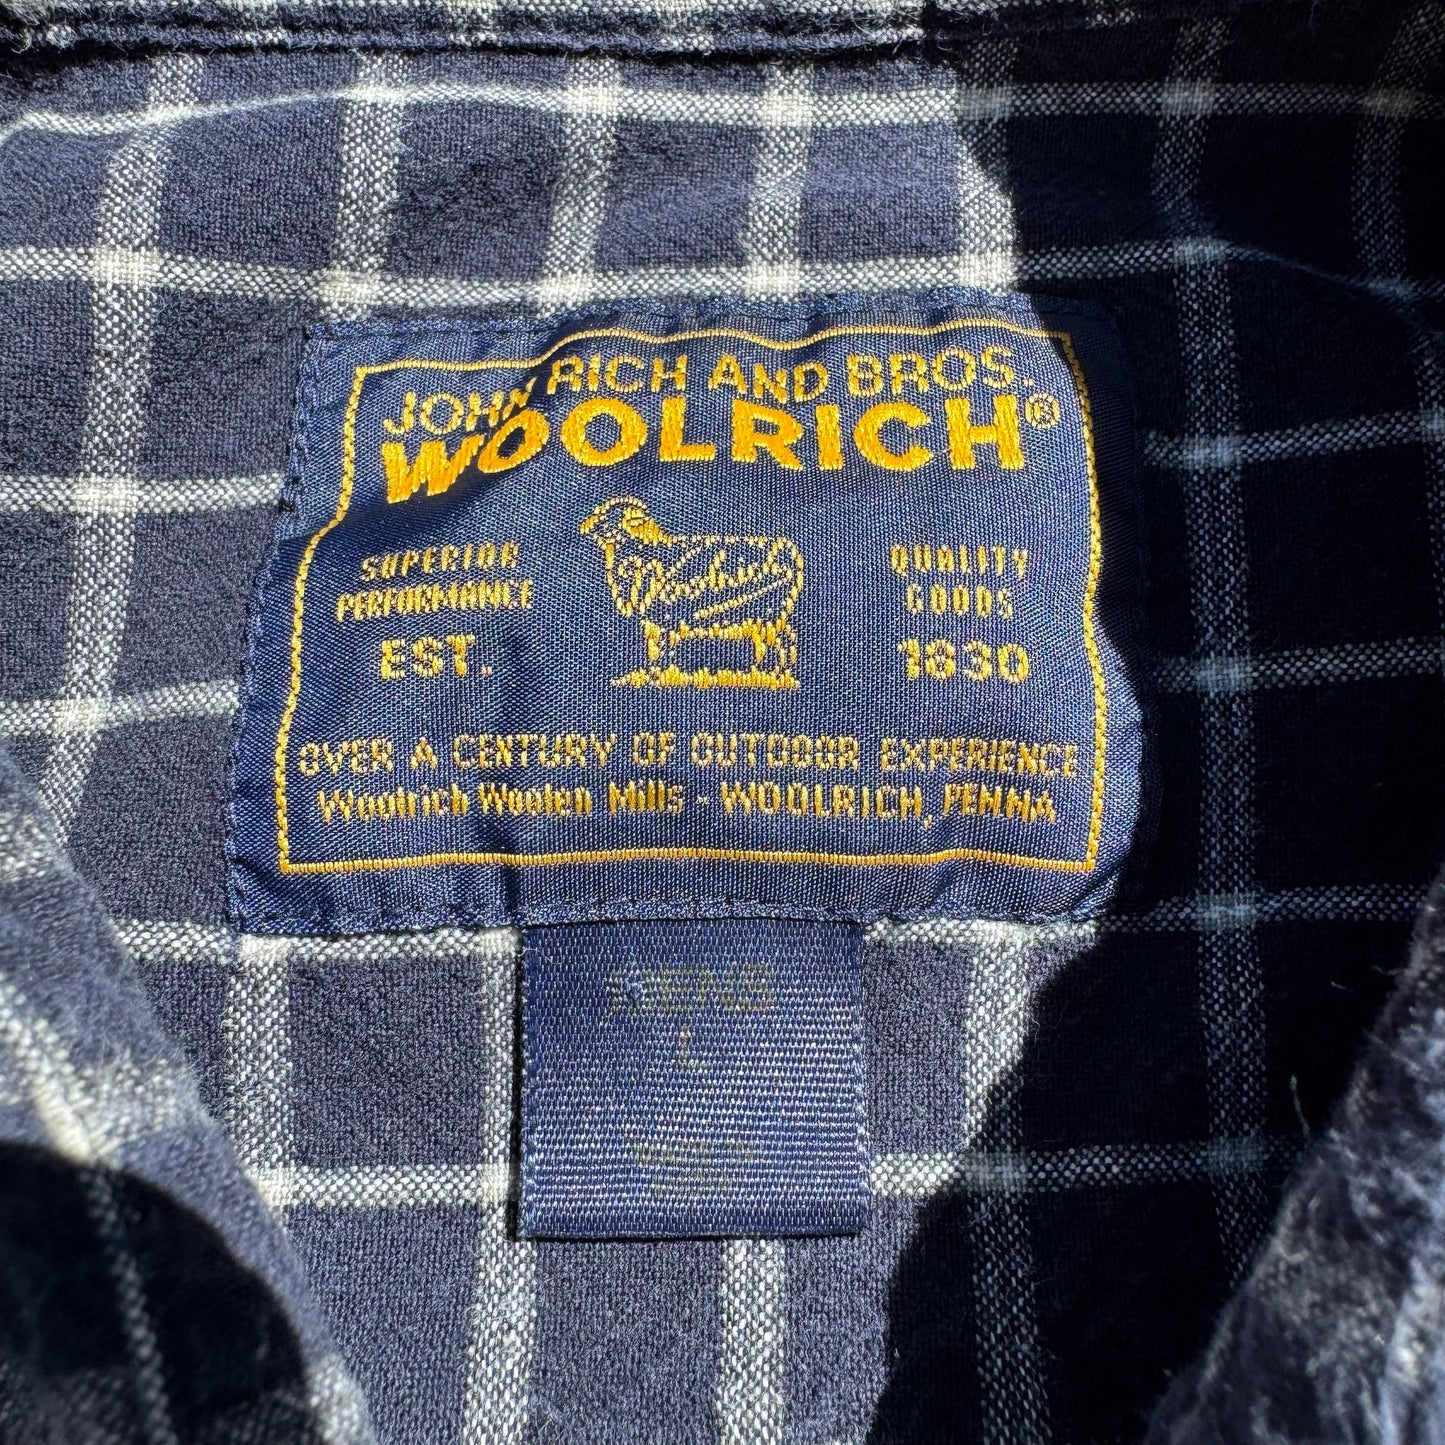 JOHN RICH AND BROS.
WOOLRICH®
SUPERIOR
PERFORMANCE
EST.
Woolrich
QUALITY
GOODS
1830
OVER A CENTURY OF OUTDOOR EXPERIENCE
Woolrich Woolen Mills - WOOLRICH, PENNA
MENS
L